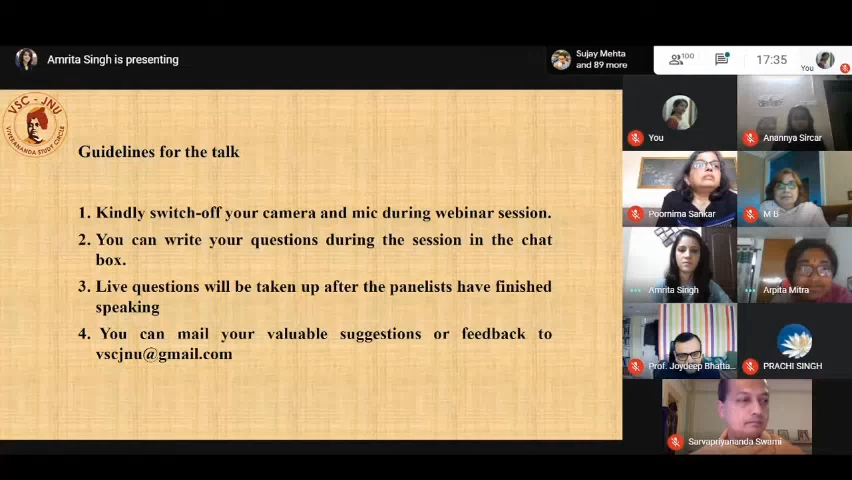 Amrita Singh is presenting
Sujay Mehta
and 89 more
100
17:35
You
VSC - JNU
VIVEKANANDA STUDY CIRCLE
Guidelines for the talk
1. Kindly switch-off your camera and mic during webinar session.
2. You can write your questions during the session in the chat
box.
3. Live questions will be taken up after the panelists have finished
speaking
4. You can mail your valuable suggestions or feedback to
vscjnu@gmail.com
You
Anannya Sircar
Poornima Sankar
M B
Amrita Singh
Arpita Mitra
Prof. Joydeep Bhatta...
PRACHI SINGH
Sarvapriyananda Swami